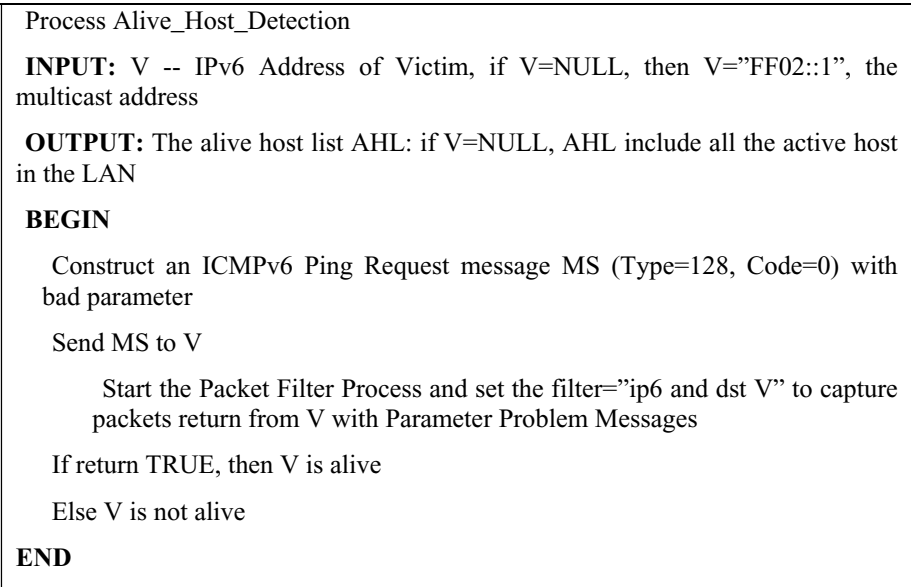 Process Alive_Host_Detection
INPUT: V -- IPv6 Address of Victim, if V=NULL, then V=”FF02::1”, the
multicast address
OUTPUT: The alive host list AHL: if V=NULL, AHL include all the active host
in the LAN
BEGIN
Construct an ICMPv6 Ping Request message MS (Type=128, Code=0) with
bad parameter
Send MS to V
Start the Packet Filter Process and set the filter=”ip6 and dst V” to capture
packets return from V with Parameter Problem Messages
If return TRUE, then V is alive
Else V is not alive
END